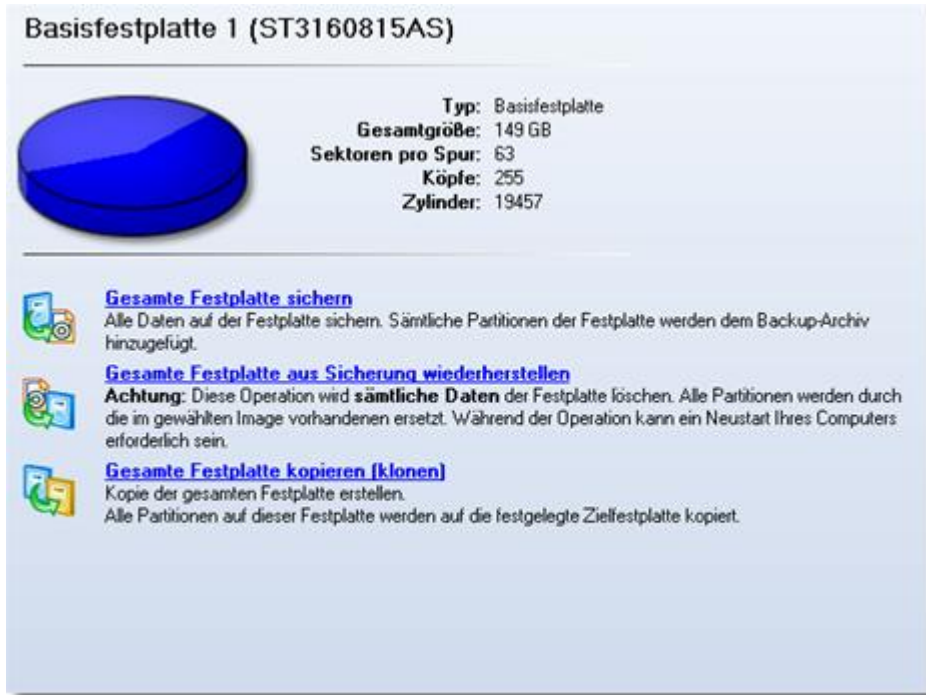 Basisfestplatte 1 (ST3160815AS)
Typ: Basisfestplatte
Gesamtgröße: 149 GB
Sektoren pro Spur: 63
Köpfe: 255
Zylinder: 19457
Gesamte Festplatte sichern
Alle Daten auf der Festplatte sichern. Sämtliche Partitionen der Festplatte werden dem Backup-Archiv
hinzugefügt.
Gesamte Festplatte aus Sicherung wiederherstellen
Achtung: Diese Operation wird sämtliche Daten der Festplatte löschen. Alle Partitionen werden durch
die im gewählten Image vorhandenen ersetzt. Während der Operation kann ein Neustart Ihres Computers
erforderlich sein.
Gesamte Festplatte kopieren (klonen)
Kopie der gesamten Festplatte erstellen.
Alle Partitionen auf dieser Festplatte werden auf die festgelegte Zielfestplatte kopiert.